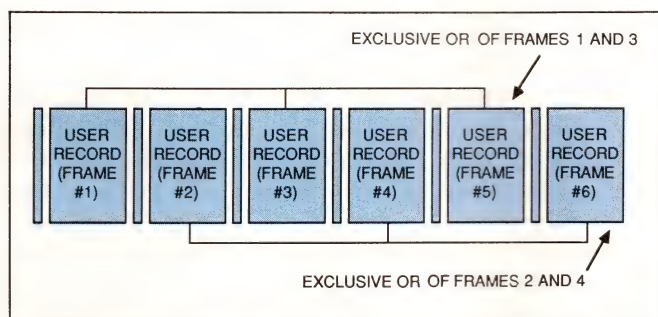 EXCLUSIVE OR OF FRAMES 1 AND 3
USER
RECORD
(FRAME
#1)
USER
RECORD
(FRAME
#2)
USER
RECORD
(FRAME
#3)
USER
RECORD
(FRAME
#4)
USER
RECORD
(FRAME
#5)
USER
RECORD
(FRAME
#6)
EXCLUSIVE OR OF FRAMES 2 AND 4